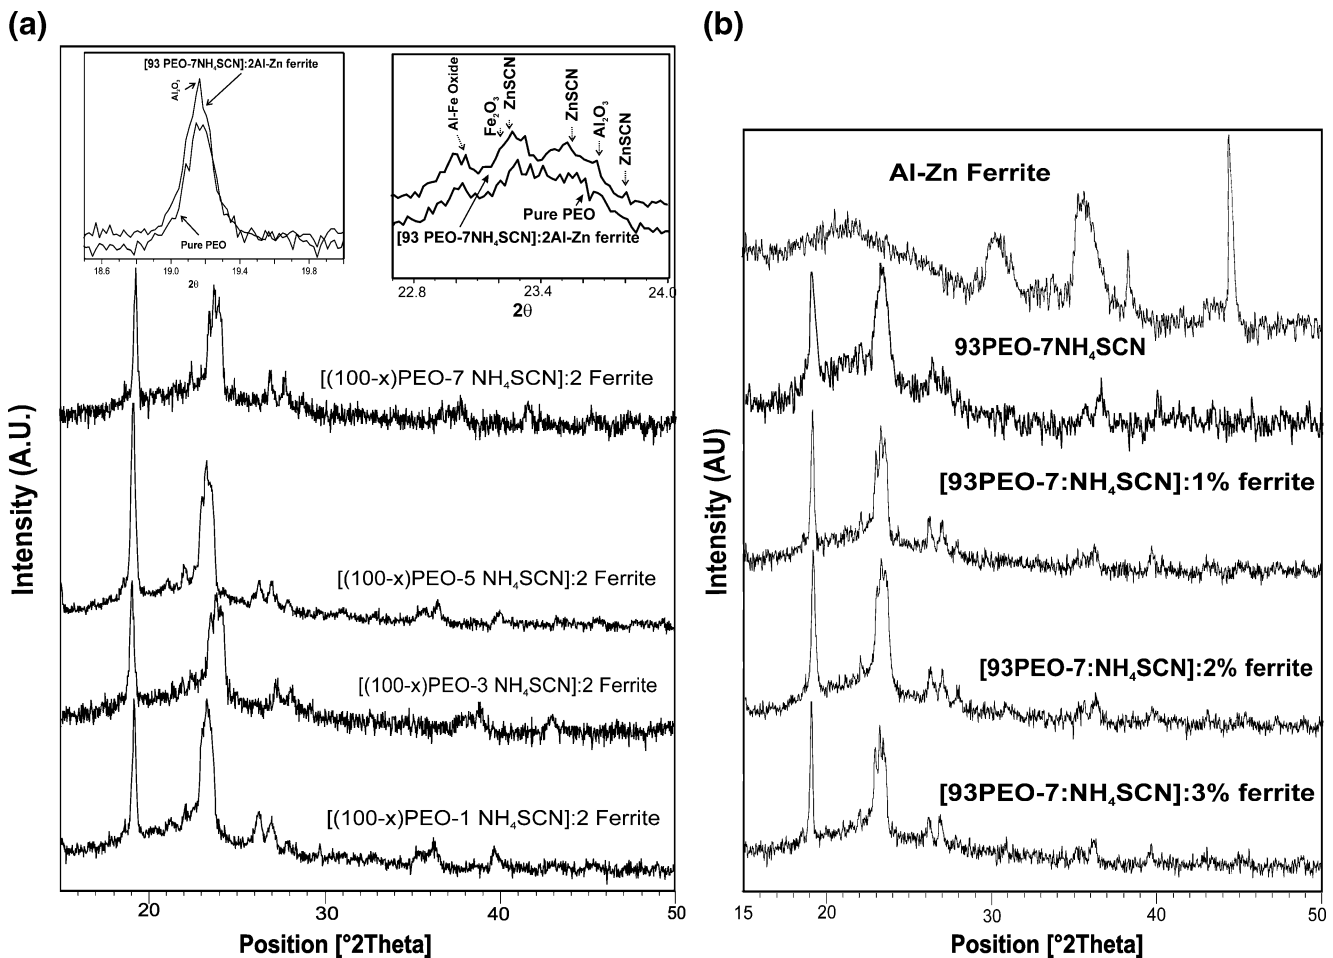 (a)
[93 PEO-7NH₄SCN]:2Al-Zn ferrite
Al₂O₃
Pure PEO
18.6 19.0 19.4 19.8
2θ
Al-Fe Oxide
Fe₂O₃
ZnSCN
ZnSCN
Al₂O₃
ZnSCN
Pure PEO
[93 PEO-7NH₄SCN]:2Al-Zn ferrite
22.8 23.4 24.0
2θ
[(100-x)PEO-7 NH₄SCN]:2 Ferrite
[(100-x)PEO-5 NH₄SCN]:2 Ferrite
[(100-x)PEO-3 NH₄SCN]:2 Ferrite
[(100-x)PEO-1 NH₄SCN]:2 Ferrite
Intensity (A.U.)
20 30 40 50
Position [°2Theta]
(b)
Al-Zn Ferrite
93PEO-7NH₄SCN
[93PEO-7:NH₄SCN]:1% ferrite
[93PEO-7:NH₄SCN]:2% ferrite
[93PEO-7:NH₄SCN]:3% ferrite
Intensity (AU)
15 20 30 40 50
Position [°2Theta]